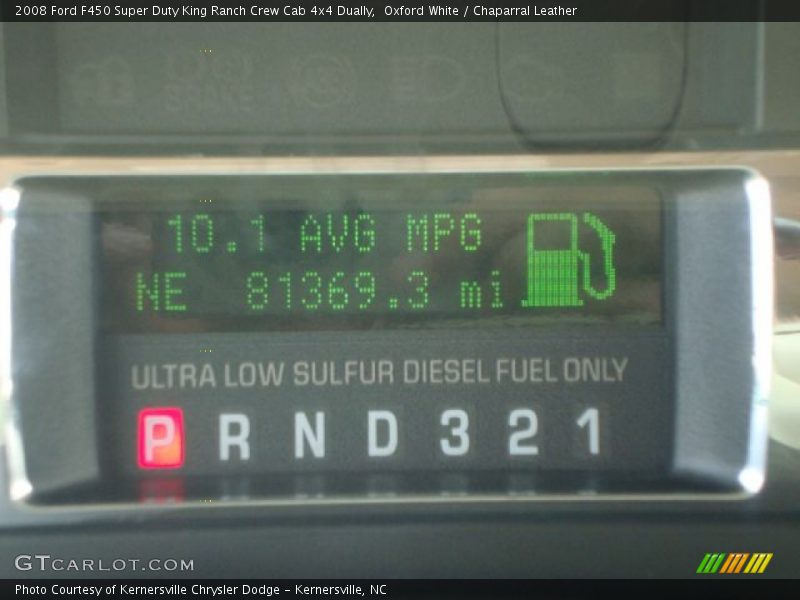 2008 Ford F450 Super Duty King Ranch Crew Cab 4x4 Dually,  Oxford White / Chaparral Leather
BRAKE
10.1 AVG MPG
NE 81369.3 mi
ULTRA LOW SULFUR DIESEL FUEL ONLY
P R N D 3 2 1
GTCARLOT.COM
Photo Courtesy of Kernersville Chrysler Dodge - Kernersville, NC